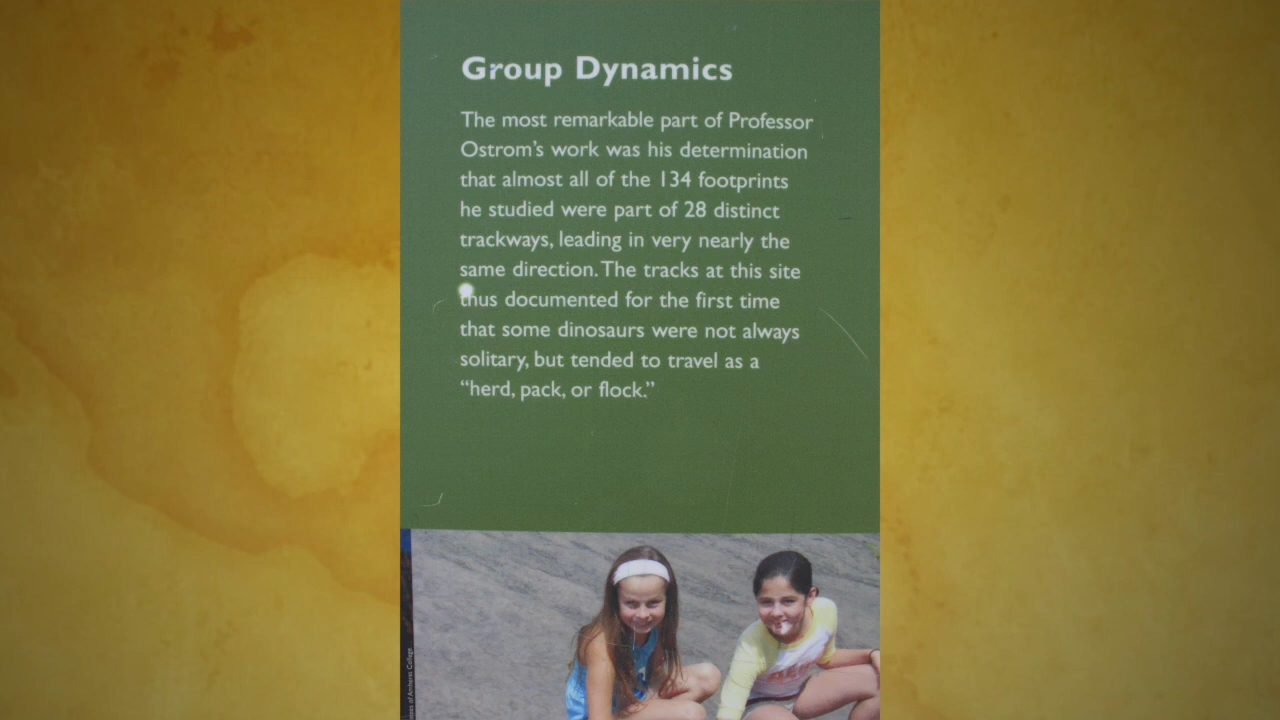 Group Dynamics
The most remarkable part of Professor
Ostrom's work was his determination
that almost all of the 134 footprints
he studied were part of 28 distinct
trackways, leading in very nearly the
same direction. The tracks at this site
thus documented for the first time
that some dinosaurs were not always
solitary, but tended to travel as a
“herd, pack, or flock.”
of Amherst College